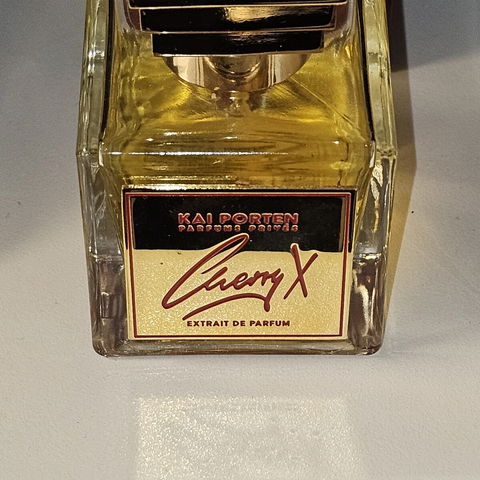 KAI PORTEN
PARFUMS PRIVÉS
Cherry X
EXTRAIT DE PARFUM